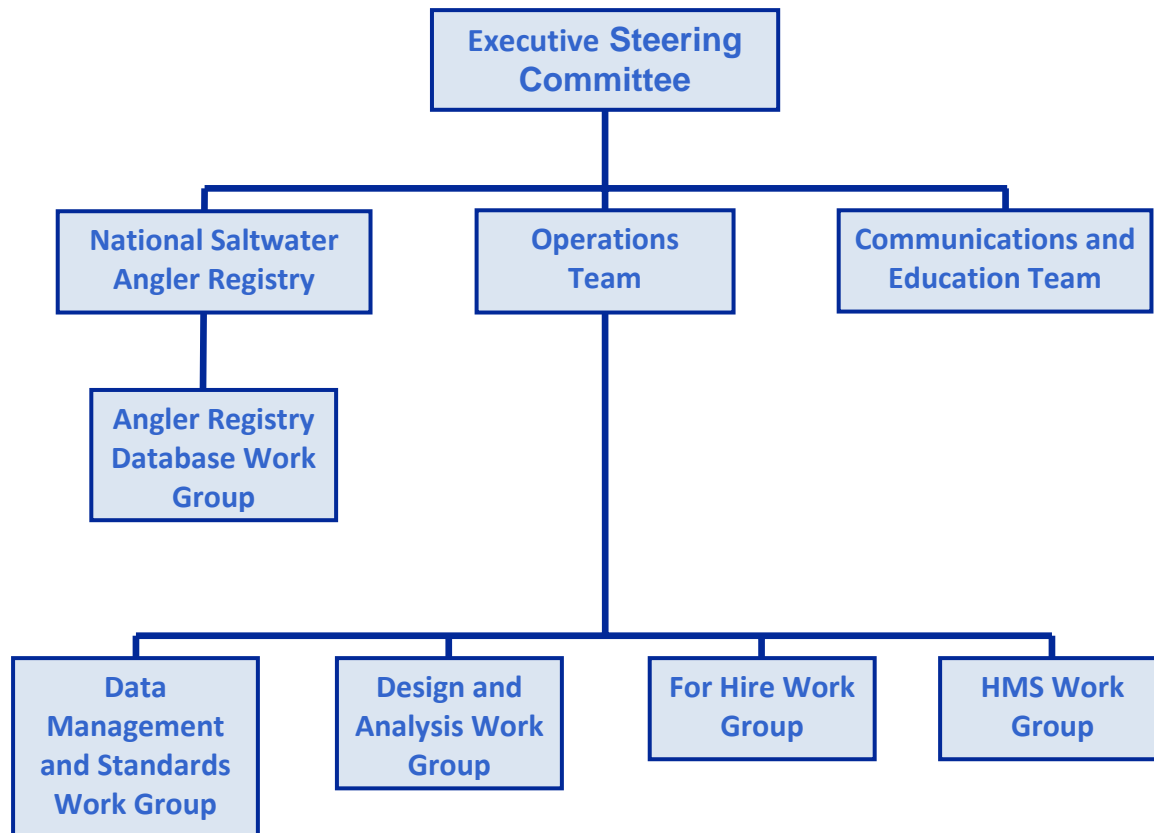 Executive Steering
Committee
National Saltwater
Angler Registry
Operations
Team
Communications and
Education Team
Angler Registry
Database Work
Group
Data
Management
and Standards
Work Group
Design and
Analysis Work
Group
For Hire Work
Group
HMS Work
Group